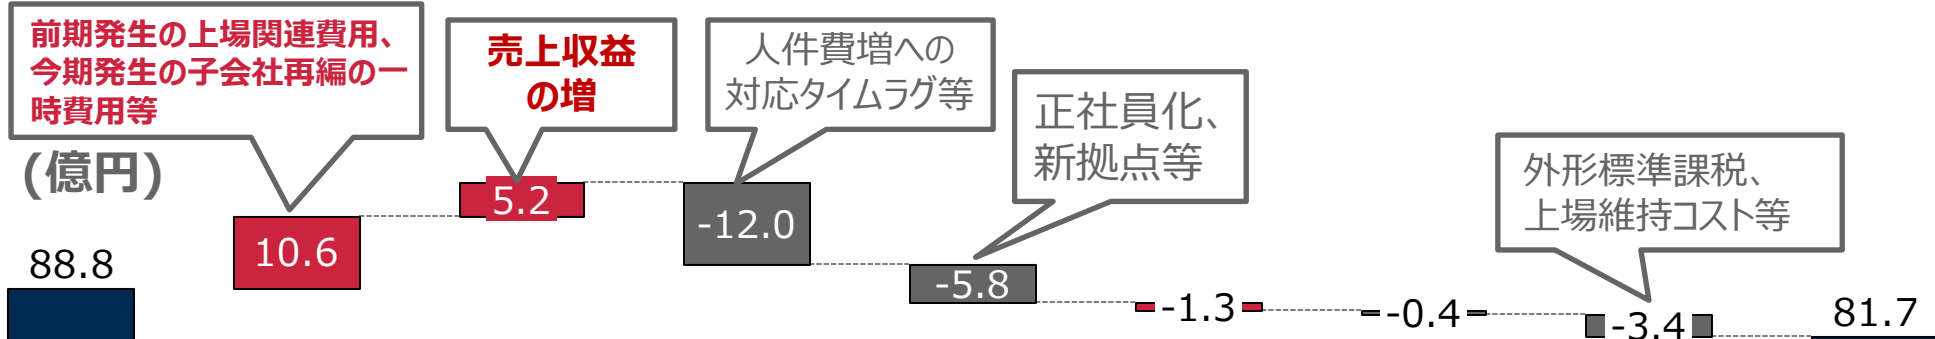 前期発生の上場関連費用、
今期発生の子会社再編の一
時費用等
売上収益
の増
人件費増への
対応タイムラグ等
正社員化、
新拠点等
外形標準課税、
上場維持コスト等
(億円)
88.8
10.6
5.2
-12.0
-5.8
-1.3
-0.4
-3.4
81.7